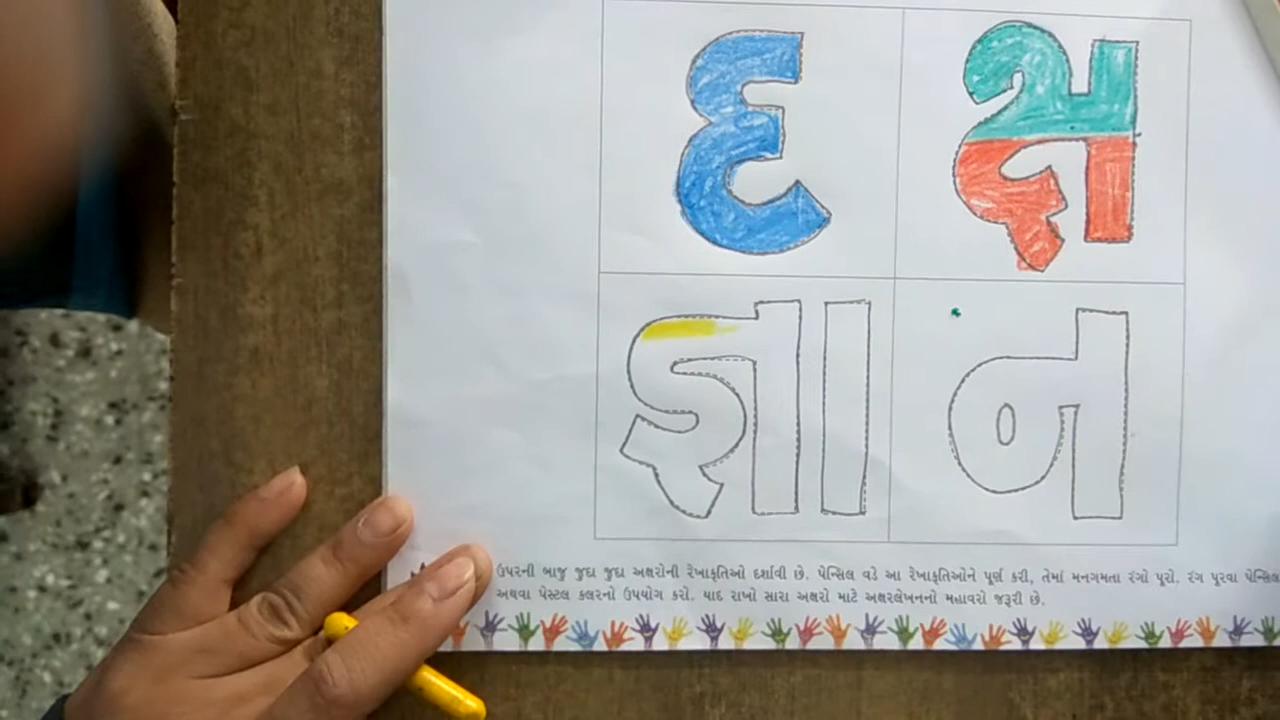 ઘ ક્ષ
જ્ઞા ન
ઉપરની બાજુ જુદા જુદા અક્ષરોની રેખાકૃતિઓ દર્શાવી છે. પેન્સિલ વડે આ રેખાકૃતિઓને પૂર્ણ કરી, તેમાં મનગમતા રંગો પૂરો. રંગ પૂરવા પેન્સિલ
અથવા પેસ્ટલ કલરનો ઉપયોગ કરો. યાદ રાખો સારા અક્ષરો માટે અક્ષરલેખનનો મહાવરો જરૂરી છે.